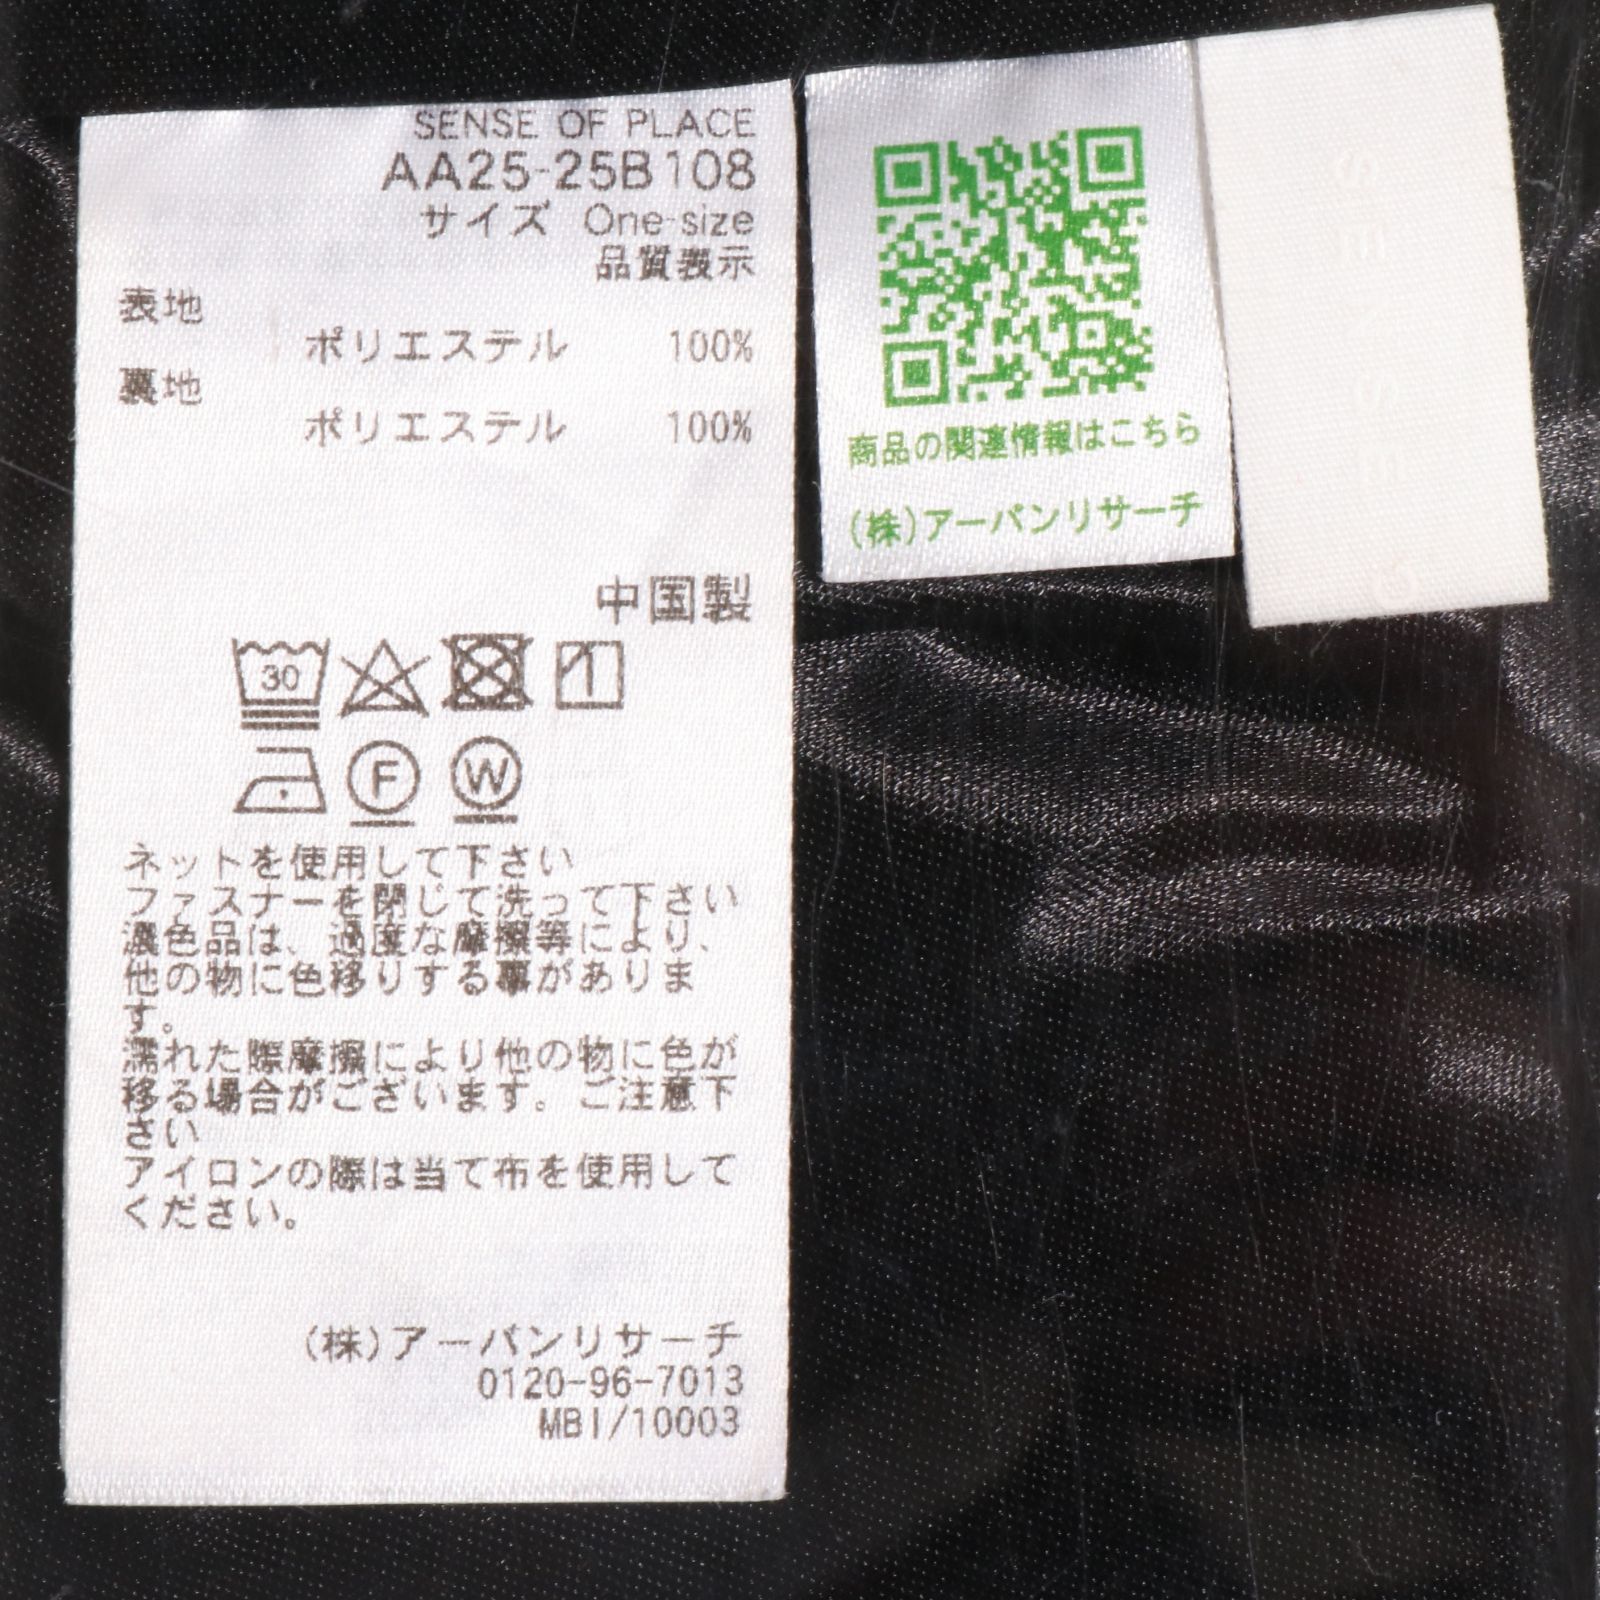 SENSE OF PLACE
AA25-25B108
サイズ One-size
品質表示
表地
ポリエステル 100%
裏地
ポリエステル 100%
中国製
30
F W
ネットを使用して下さい
ファスナーを閉じて洗って下さい
濃色品は、過度な摩擦等により、
他の物に色移りする事がありま
す。
濡れた際摩擦により他の物に色が
移る場合がございます。ご注意下
さい
アイロンの際は当て布を使用して
ください。
(株)アーバンリサーチ
0120-96-7013
MBI/10003
商品の関連情報はこちら
(株)アーバンリサーチ